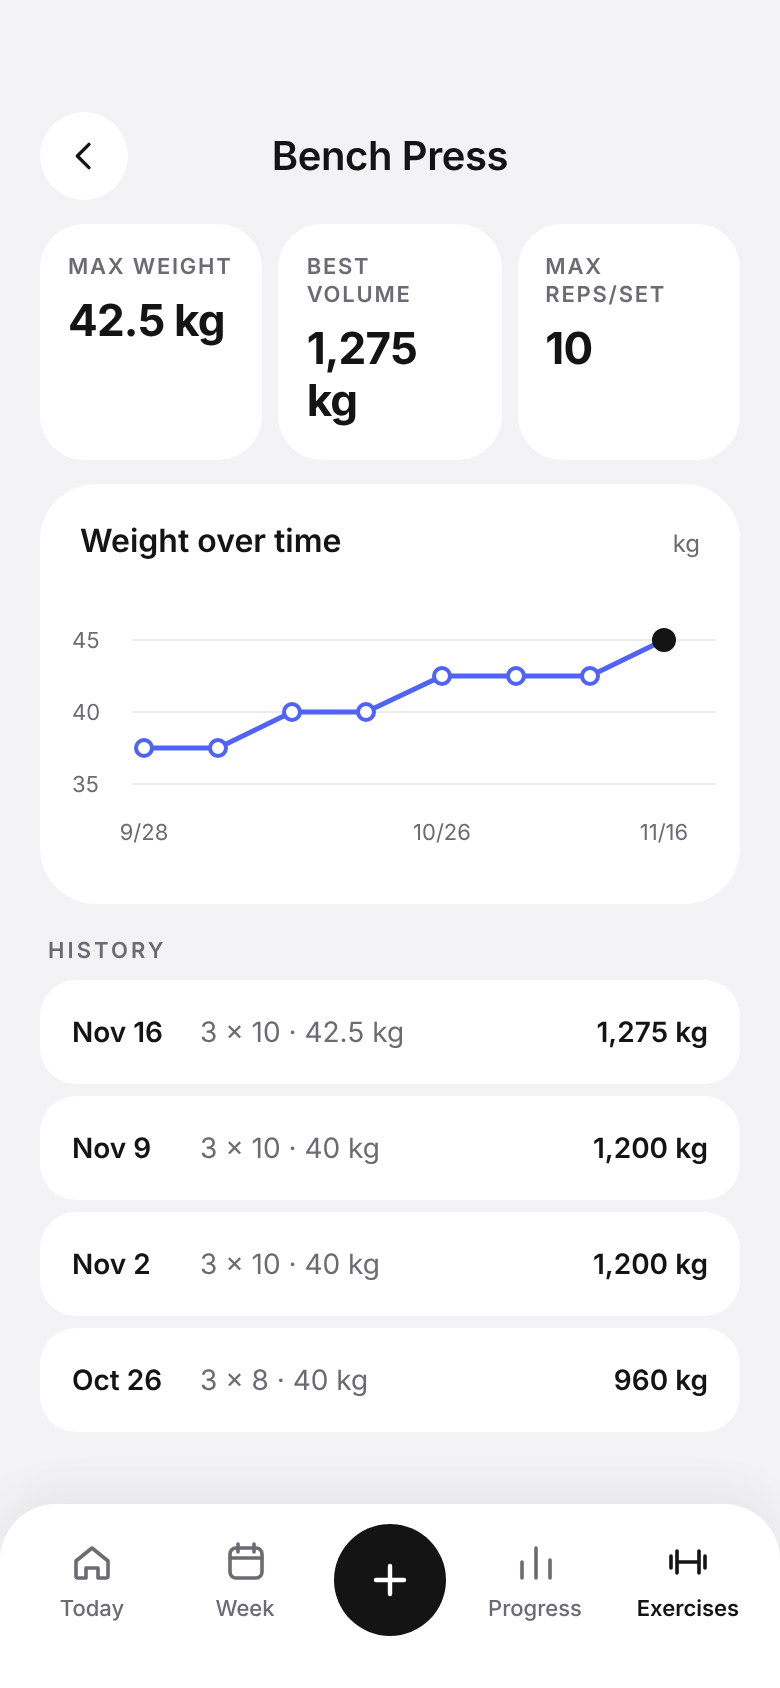 Bench Press
MAX WEIGHT
42.5 kg
BEST
VOLUME
1,275
kg
MAX
REPS/SET
10
Weight over time
kg
45
40
35
9/28
10/26
11/16
HISTORY
Nov 16 3 × 10 · 42.5 kg 1,275 kg
Nov 9 3 × 10 · 40 kg 1,200 kg
Nov 2 3 × 10 · 40 kg 1,200 kg
Oct 26 3 × 8 · 40 kg 960 kg
Today Week Progress Exercises